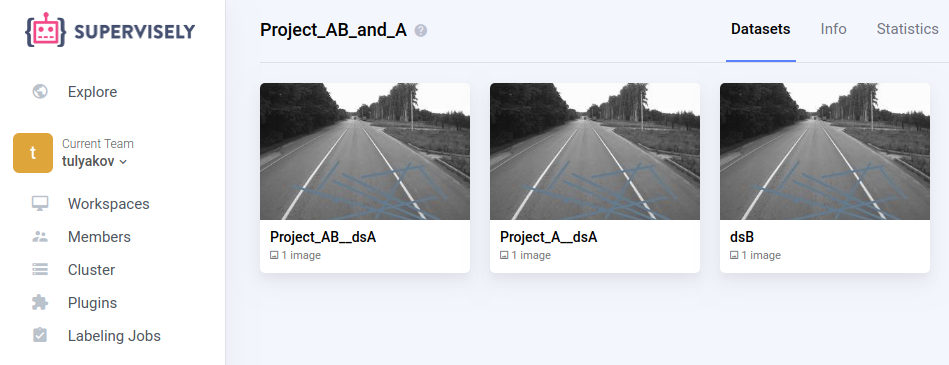 SUPERVISELY
Project_AB_and_A ?
Datasets Info Statistics
Explore
t
Current Team
tulyakov
Workspaces
Members
Cluster
Plugins
Labeling Jobs
Project_AB__dsA
1 image
Project_A__dsA
1 image
dsB
1 image